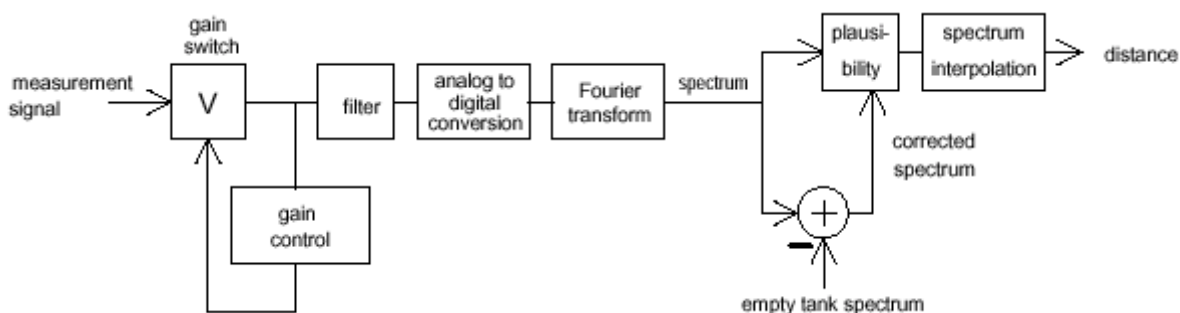 gain
switch
measurement
signal
V
filter
analog to
digital
conversion
Fourier
transform
spectrum
plausi-
bility
spectrum
interpolation
distance
gain
control
corrected
spectrum
+
−
empty tank spectrum